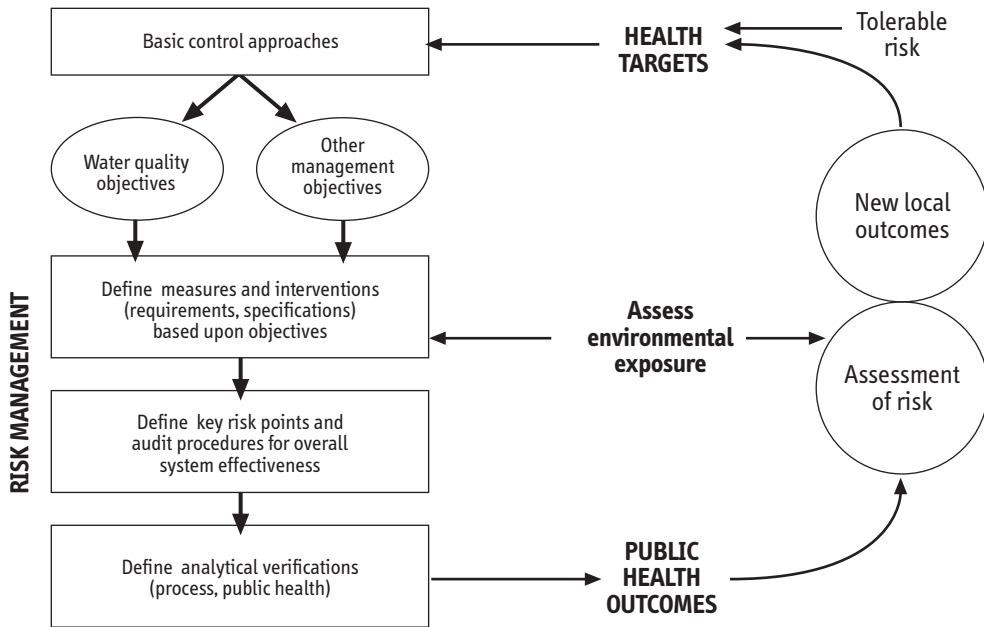 Basic control approaches
HEALTH
TARGETS
Tolerable
risk
Water quality
objectives
Other
management
objectives
New local
outcomes
RISK MANAGEMENT
Define measures and interventions
(requirements, specifications)
based upon objectives
Assess
environmental
exposure
Assessment
of risk
Define key risk points and
audit procedures for overall
system effectiveness
Define analytical verifications
(process, public health)
PUBLIC
HEALTH
OUTCOMES